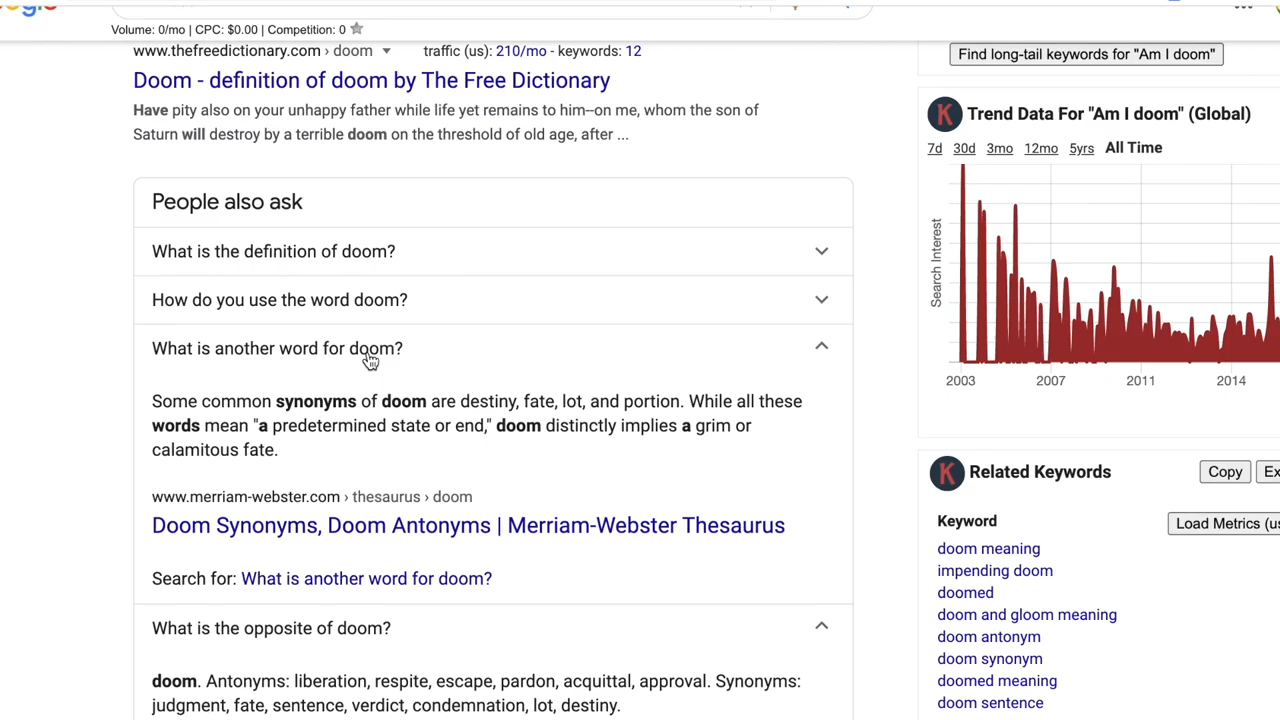 Volume: 0/mo | CPC: $0.00 | Competition: 0
www.thefreedictionary.com › doom traffic (us): 210/mo - keywords: 12
Doom - definition of doom by The Free Dictionary
Have pity also on your unhappy father while life yet remains to him--on me, whom the son of
Saturn will destroy by a terrible doom on the threshold of old age, after ...
People also ask
What is the definition of doom?
How do you use the word doom?
What is another word for doom?
Some common synonyms of doom are destiny, fate, lot, and portion. While all these
words mean "a predetermined state or end," doom distinctly implies a grim or
calamitous fate.
www.merriam-webster.com › thesaurus › doom
Doom Synonyms, Doom Antonyms | Merriam-Webster Thesaurus
Search for: What is another word for doom?
What is the opposite of doom?
doom. Antonyms: liberation, respite, escape, pardon, acquittal, approval. Synonyms:
judgment, fate, sentence, verdict, condemnation, lot, destiny.
Find long-tail keywords for "Am I doom"
K
Trend Data For "Am I doom" (Global)
7d 30d 3mo 12mo 5yrs All Time
Search Interest
2003 2007 2011 2014
K
Related Keywords
Copy Ex
Keyword
Load Metrics (us
doom meaning
impending doom
doomed
doom and gloom meaning
doom antonym
doom synonym
doomed meaning
doom sentence